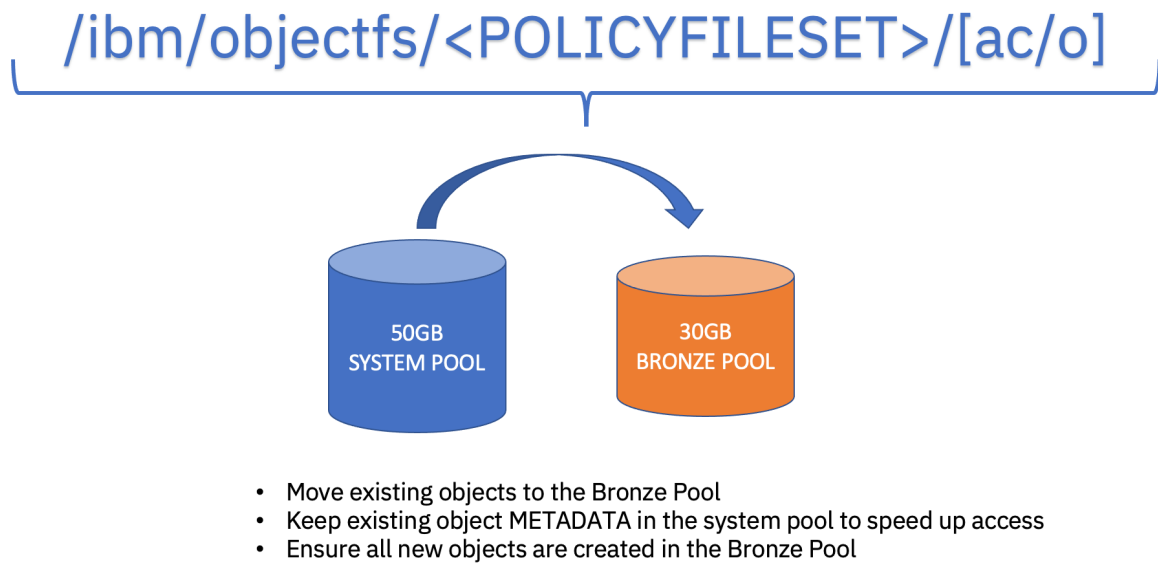 /ibm/objectfs/<POLICYFILESET>/[ac/o]
50GB
SYSTEM POOL
30GB
BRONZE POOL
• Move existing objects to the Bronze Pool
• Keep existing object METADATA in the system pool to speed up access
• Ensure all new objects are created in the Bronze Pool